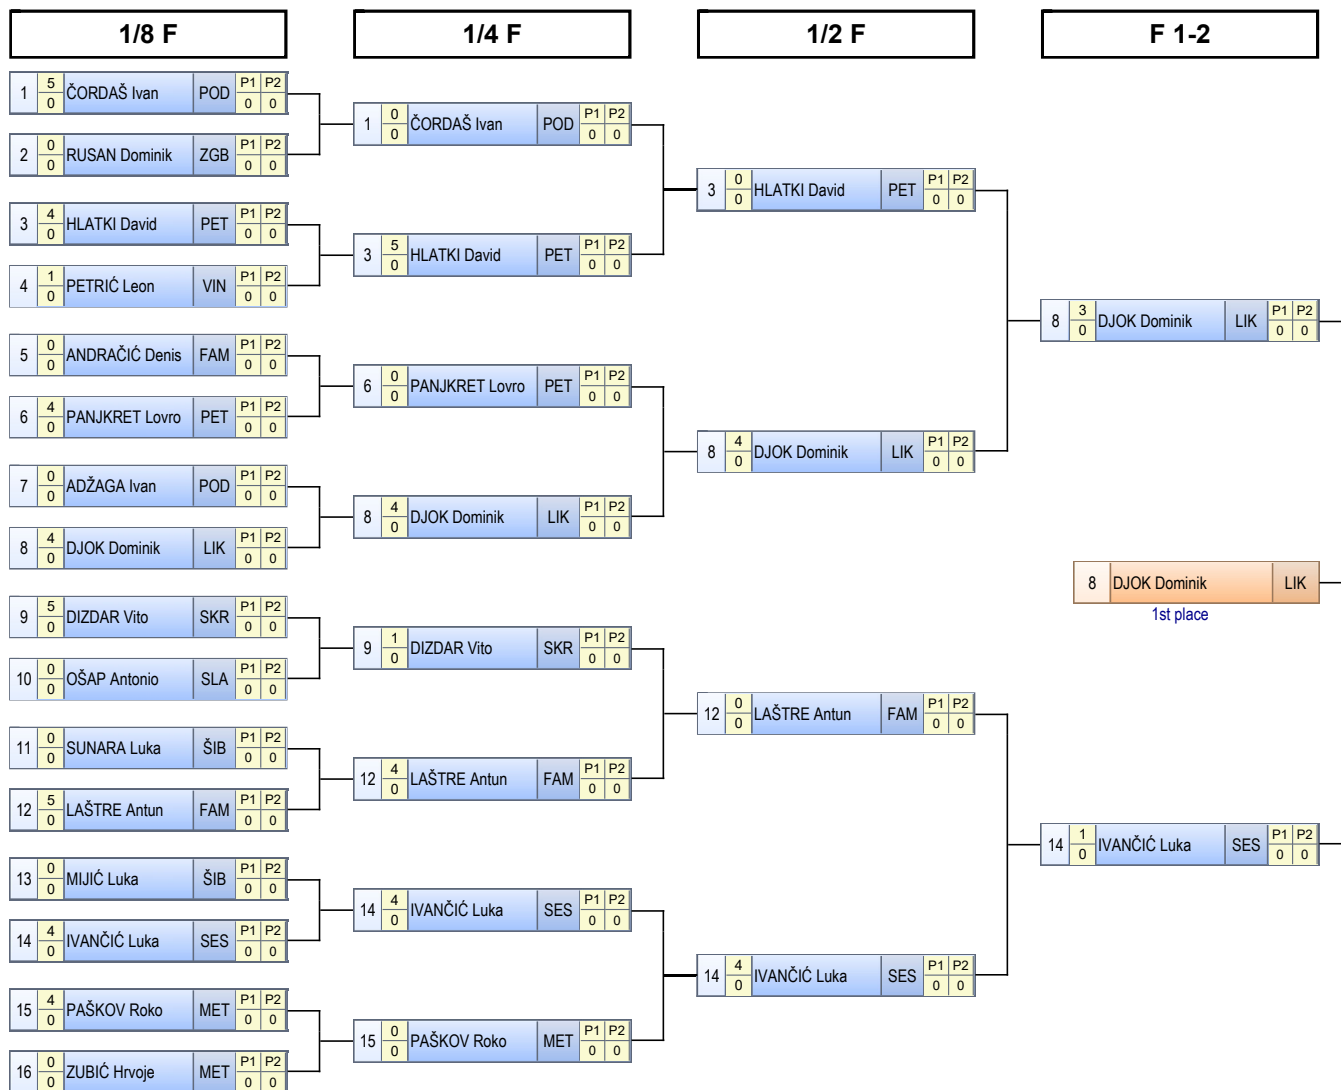 1/8 F
1/4 F
1/2 F
F 1-2
1 5 0 ČORDAŠ Ivan POD P1 P2 0 0
2 0 0 RUSAN Dominik ZGB P1 P2 0 0
3 4 0 HLATKI David PET P1 P2 0 0
4 1 0 PETRIĆ Leon VIN P1 P2 0 0
5 0 0 ANDRAČIĆ Denis FAM P1 P2 0 0
6 4 0 PANJKRET Lovro PET P1 P2 0 0
7 0 0 ADŽAGA Ivan POD P1 P2 0 0
8 4 0 DJOK Dominik LIK P1 P2 0 0
9 5 0 DIZDAR Vito SKR P1 P2 0 0
10 0 0 OŠAP Antonio SLA P1 P2 0 0
11 0 0 SUNARA Luka ŠIB P1 P2 0 0
12 5 0 LAŠTRE Antun FAM P1 P2 0 0
13 0 0 MIJIĆ Luka ŠIB P1 P2 0 0
14 4 0 IVANČIĆ Luka SES P1 P2 0 0
15 4 0 PAŠKOV Roko MET P1 P2 0 0
16 0 0 ZUBIĆ Hrvoje MET P1 P2 0 0
1 0 0 ČORDAŠ Ivan POD P1 P2 0 0
3 5 0 HLATKI David PET P1 P2 0 0
6 0 0 PANJKRET Lovro PET P1 P2 0 0
8 4 0 DJOK Dominik LIK P1 P2 0 0
9 1 0 DIZDAR Vito SKR P1 P2 0 0
12 4 0 LAŠTRE Antun FAM P1 P2 0 0
14 4 0 IVANČIĆ Luka SES P1 P2 0 0
15 0 0 PAŠKOV Roko MET P1 P2 0 0
3 0 0 HLATKI David PET P1 P2 0 0
8 4 0 DJOK Dominik LIK P1 P2 0 0
12 0 0 LAŠTRE Antun FAM P1 P2 0 0
14 4 0 IVANČIĆ Luka SES P1 P2 0 0
8 3 0 DJOK Dominik LIK P1 P2 0 0
8 DJOK Dominik LIK
1st place
14 1 0 IVANČIĆ Luka SES P1 P2 0 0